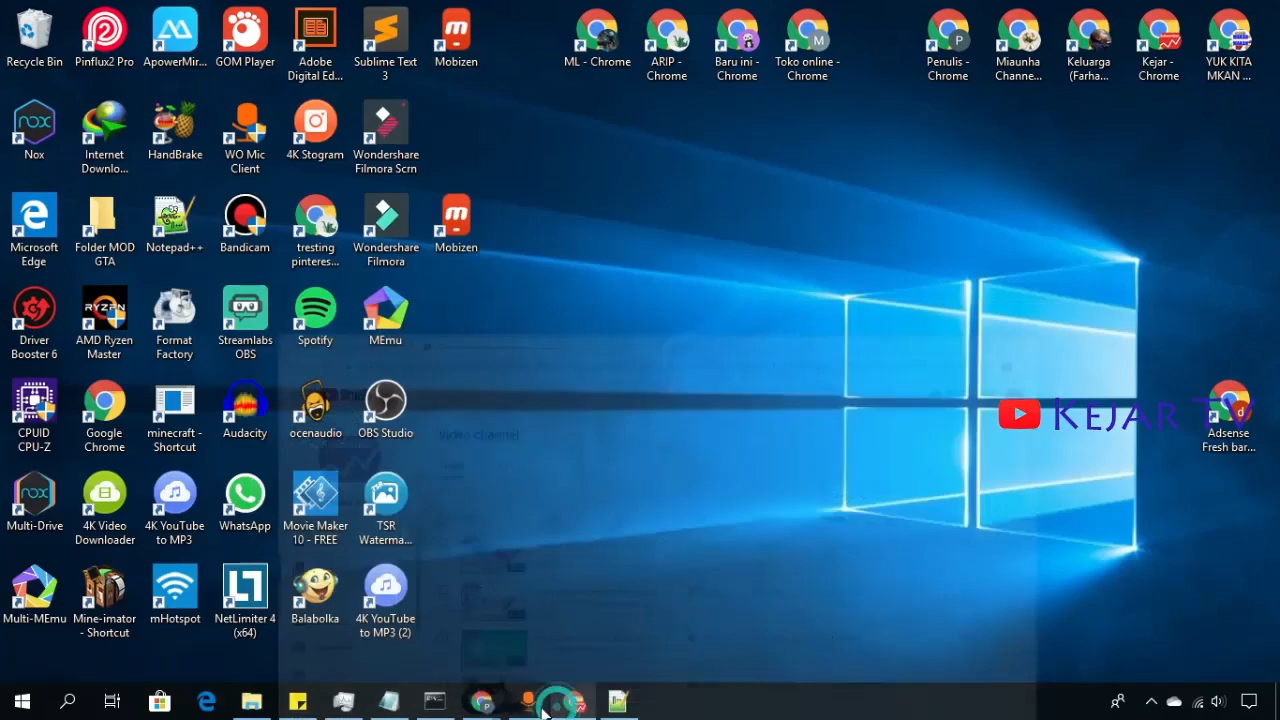 Recycle Bin
Pinflux2 Pro
ApowerMir...
GOM Player
Adobe
Digital Ed...
Sublime Text
3
Mobizen
ML - Chrome
ARIP -
Chrome
Baru ini -
Chrome
Toko online -
Chrome
Penulis -
Chrome
Miaunha
Channe...
Keluarga
(Farha...
Kejar -
Chrome
YUK KITA
MKAN ...
Nox
Internet
Downlo...
HandBrake
WO Mic
Client
4K Stogram
Wondershare
Filmora Scrn
Microsoft
Edge
Folder MOD
GTA
Notepad++
Bandicam
tresting
pinteres...
Wondershare
Filmora
Mobizen
Driver
Booster 6
AMD Ryzen
Master
Format
Factory
Streamlabs
OBS
Spotify
MEmu
CPUID
CPU-Z
Google
Chrome
minecraft -
Shortcut
Audacity
ocenaudio
OBS Studio
Video channel
KEJAR TV
Adsense
Fresh bar...
Multi-Drive
4K Video
Downloader
4K YouTube
to MP3
WhatsApp
Movie Maker
10 - FREE
TSR
Waterma...
Multi-MEmu
Mine-imator
- Shortcut
mHotspot
NetLimiter 4
(x64)
Balabolka
4K YouTube
to MP3 (2)